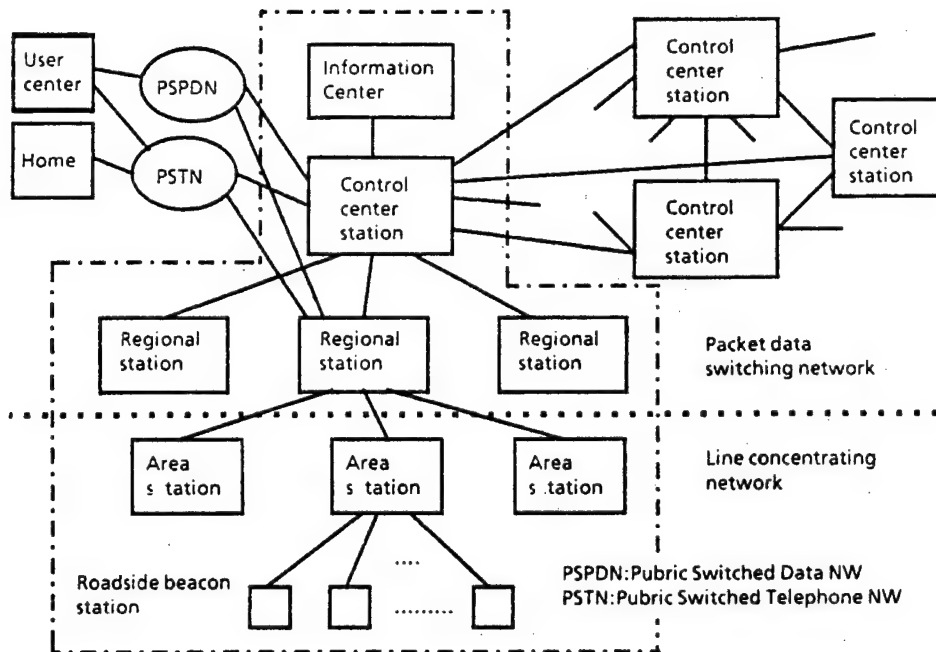 User
center
PSPDN
Information
Center
Control
center
station
Home
PSTN
Control
center
station
Control
center
station
Control
center
station
Regional
station
Regional
station
Regional
station
Packet data
switching network
Area
s tation
Area
s tation
Area
s .tation
Line concentrating
network
....
Roadside beacon
station
.........
PSPDN:Pubric Switched Data NW
PSTN:Pubric Switched Telephone NW